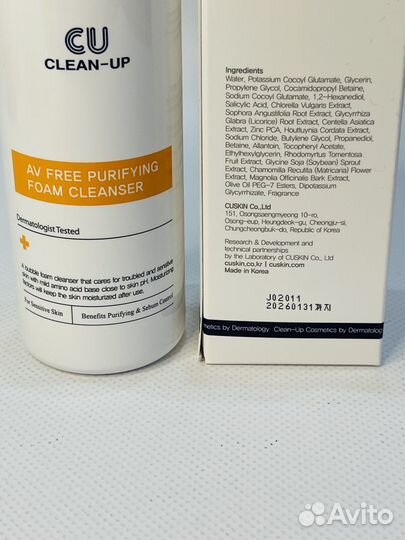 CU
CLEAN-UP
AV FREE PURIFYING
FOAM CLEANSER
Dermatologist Tested
A bubble foam cleanser that cares for troubled and sensitive
skin with mild amino acid base close to skin pH. Moisturizing
factors will keep the skin moisturized after use.
For Sensitive Skin
Benefits Purifying & Sebum Control
Ingredients
Water, Potassium Cocoyl Glutamate, Glycerin,
Propylene Glycol, Cocamidopropyl Betaine,
Sodium Cocoyl Glutamate, 1,2-Hexanediol,
Salicylic Acid, Chlorella Vulgaris Extract,
Sophora Angustifolia Root Extract, Glycyrrhiza
Glabra (Licorice) Root Extract, Centella Asiatica
Extract, Zinc PCA, Houttuynia Cordata Extract,
Sodium Chloride, Butylene Glycol, Propanediol,
Betaine, Allantoin, Tocopheryl Acetate,
Ethylhexylglycerin, Rhodomyrtus Tomentosa
Fruit Extract, Glycine Soja (Soybean) Sprout
Extract, Chamomilla Recutita (Matricaria) Flower
Extract, Magnolia Officinalis Bark Extract,
Olive Oil PEG-7 Esters, Dipotassium
Glycyrrhizate, Fragrance
CUSKIN Co.,Ltd
151, Osongsaengmyeong 10-ro,
Osong-eup, Heungdeok-gu, Cheongju-si,
Chungcheongbuk-do, Republic of Korea
Research & Development and
technical partnerships
by the Laboratory of CUSKIN Co., Ltd
cuskin.co.kr | cuskin.com
Made in Korea
J02011
20260131까지
metics by Dermatology  Clean-Up Cosmetics by Dermatolog
Avito